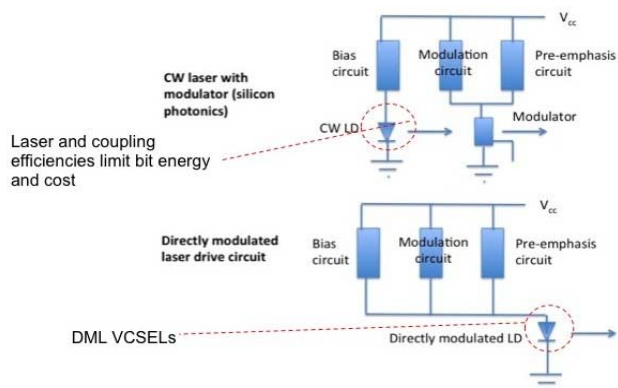 V_cc
Bias
circuit
Modulation
circuit
Pre-emphasis
circuit
CW laser with
modulator (silicon
photonics)
CW LD
Modulator
Laser and coupling
efficiencies limit bit energy
and cost
V_cc
Directly modulated
laser drive circuit
Bias
circuit
Modulation
circuit
Pre-emphasis
circuit
DML VCSELs
Directly modulated LD